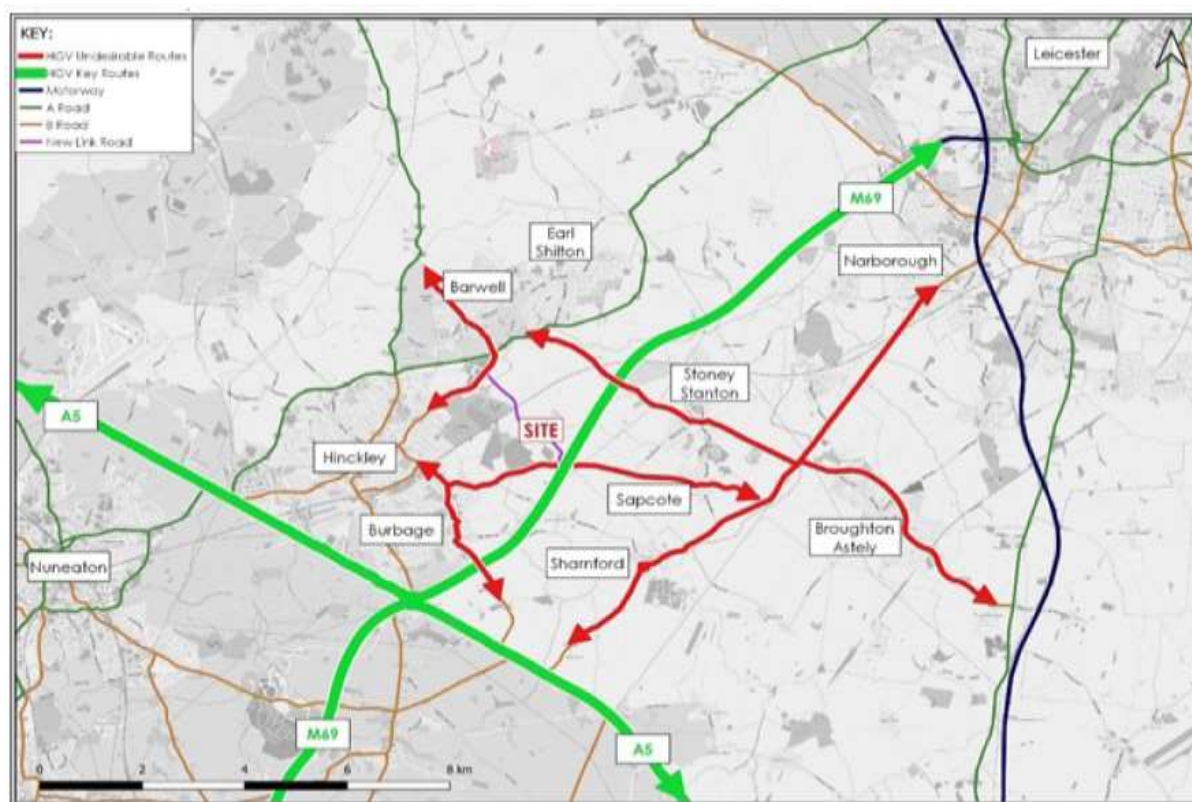 KEY:
HGV Undesirable Routes
HGV Key Routes
Motorway
A Road
B Road
New Link Road
Leicester
M69
Earl
Shilton
Narborough
Barwell
Stoney
Stanton
A5
SITE
Hinckley
Sapcote
Burbage
Broughton
Astely
Sharnford
Nuneaton
M69
A5
0 2 4 6 8 km